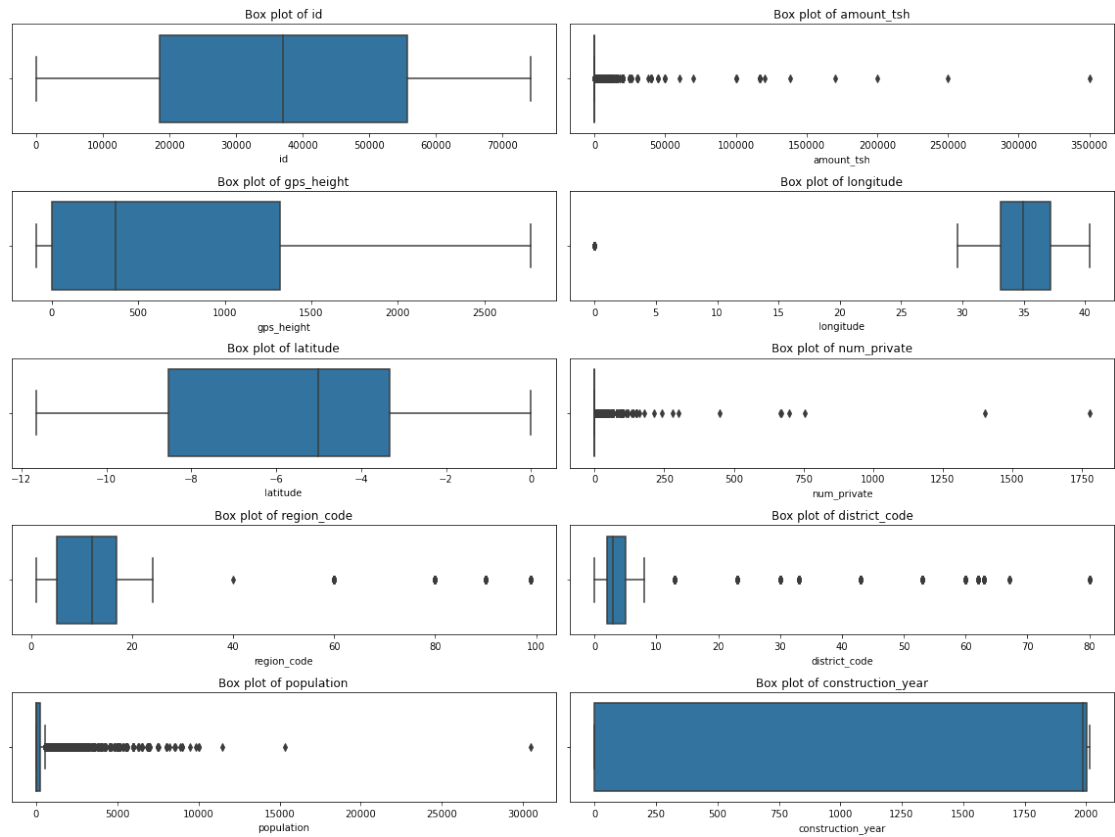 Box plot of id
0 10000 20000 30000 40000 50000 60000 70000
id
Box plot of amount_tsh
0 50000 100000 150000 200000 250000 300000 350000
amount_tsh
Box plot of gps_height
0 500 1000 1500 2000 2500
gps_height
Box plot of longitude
0 5 10 15 20 25 30 35 40
longitude
Box plot of latitude
−12 −10 −8 −6 −4 −2 0
latitude
Box plot of num_private
0 250 500 750 1000 1250 1500 1750
num_private
Box plot of region_code
0 20 40 60 80 100
region_code
Box plot of district_code
0 10 20 30 40 50 60 70 80
district_code
Box plot of population
0 5000 10000 15000 20000 25000 30000
population
Box plot of construction_year
0 250 500 750 1000 1250 1500 1750 2000
construction_year